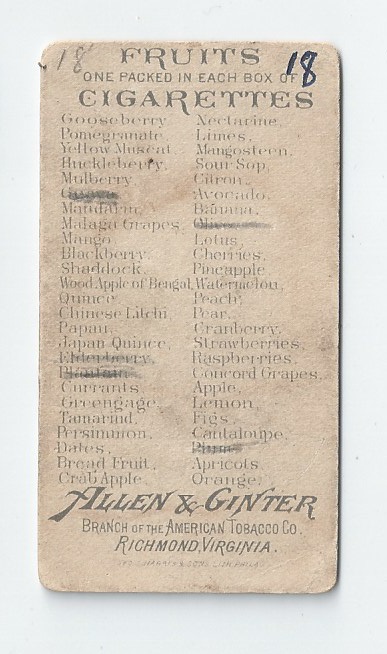 18 18
FRUITS
ONE PACKED IN EACH BOX OF
CIGARETTES
Gooseberry
Pomegranate
Yellow Muscat.
Huckleberry.
Mulberry
Guava
Mandarin.
Malaga Grapes.
Mango
Blackberry.
Shaddock.
Wood Apple of Bengal,
Quince
Chinese Litchi,
Papau.
Japan Quince,
Elderberry,
Plantain
Currants
Greengage.
Tamarind,
Persimmon,
Dates,
Bread Fruit,
Crab Apple
Nectarine,
Limes,
Mangosteen,
Sour Sop,
Citron,
Avocado.
Banana.
Olives
Lotus,
Cherries,
Pineapple
Watermelon,
Peach,
Pear,
Cranberry.
Strawberries,
Raspberries,
Concord Grapes,
Apple,
Lemon
Figs,
Cantaloupe,
Plum
Apricots
Orange.
ALLEN & GINTER
BRANCH OF THE AMERICAN TOBACCO CO.
RICHMOND, VIRGINIA.